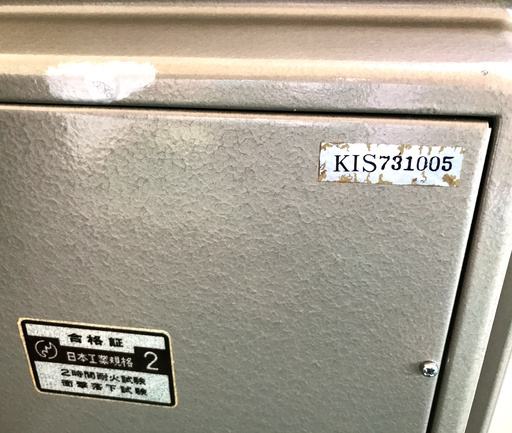 KIS731005
合格証
日本工業規格 2
2時間耐火試験
衝撃落下試験